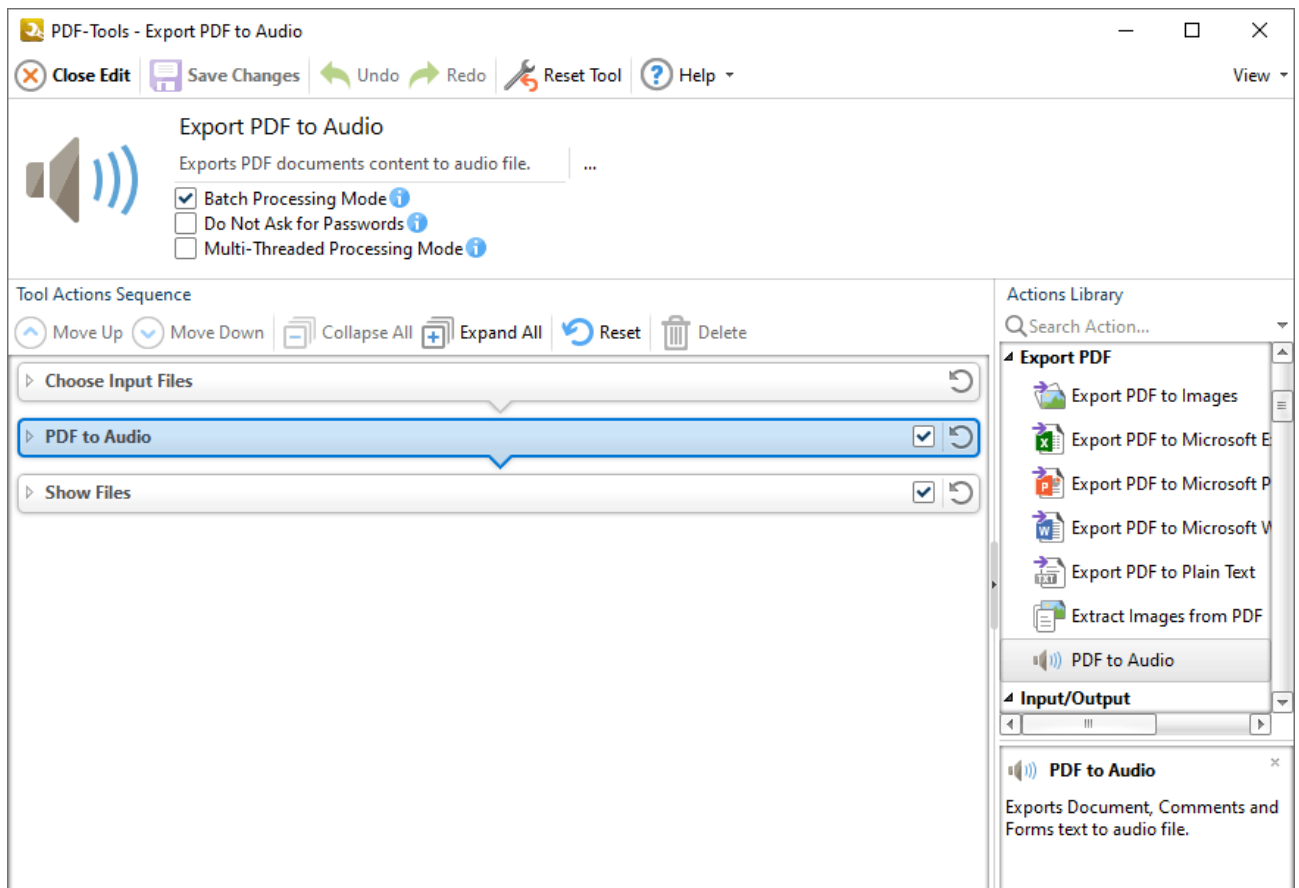 PDF-Tools - Export PDF to Audio
Close Edit Save Changes Undo Redo Reset Tool ? Help View
Export PDF to Audio
Exports PDF documents content to audio file. ...
Batch Processing Mode i
Do Not Ask for Passwords i
Multi-Threaded Processing Mode i
Tool Actions Sequence
Move Up Move Down Collapse All Expand All Reset Delete
Choose Input Files
PDF to Audio
Show Files
Actions Library
Search Action...
Export PDF
Export PDF to Images
X Export PDF to Microsoft E
P Export PDF to Microsoft P
W Export PDF to Microsoft W
TXT Export PDF to Plain Text
Extract Images from PDF
PDF to Audio
Input/Output
PDF to Audio
Exports Document, Comments and
Forms text to audio file.